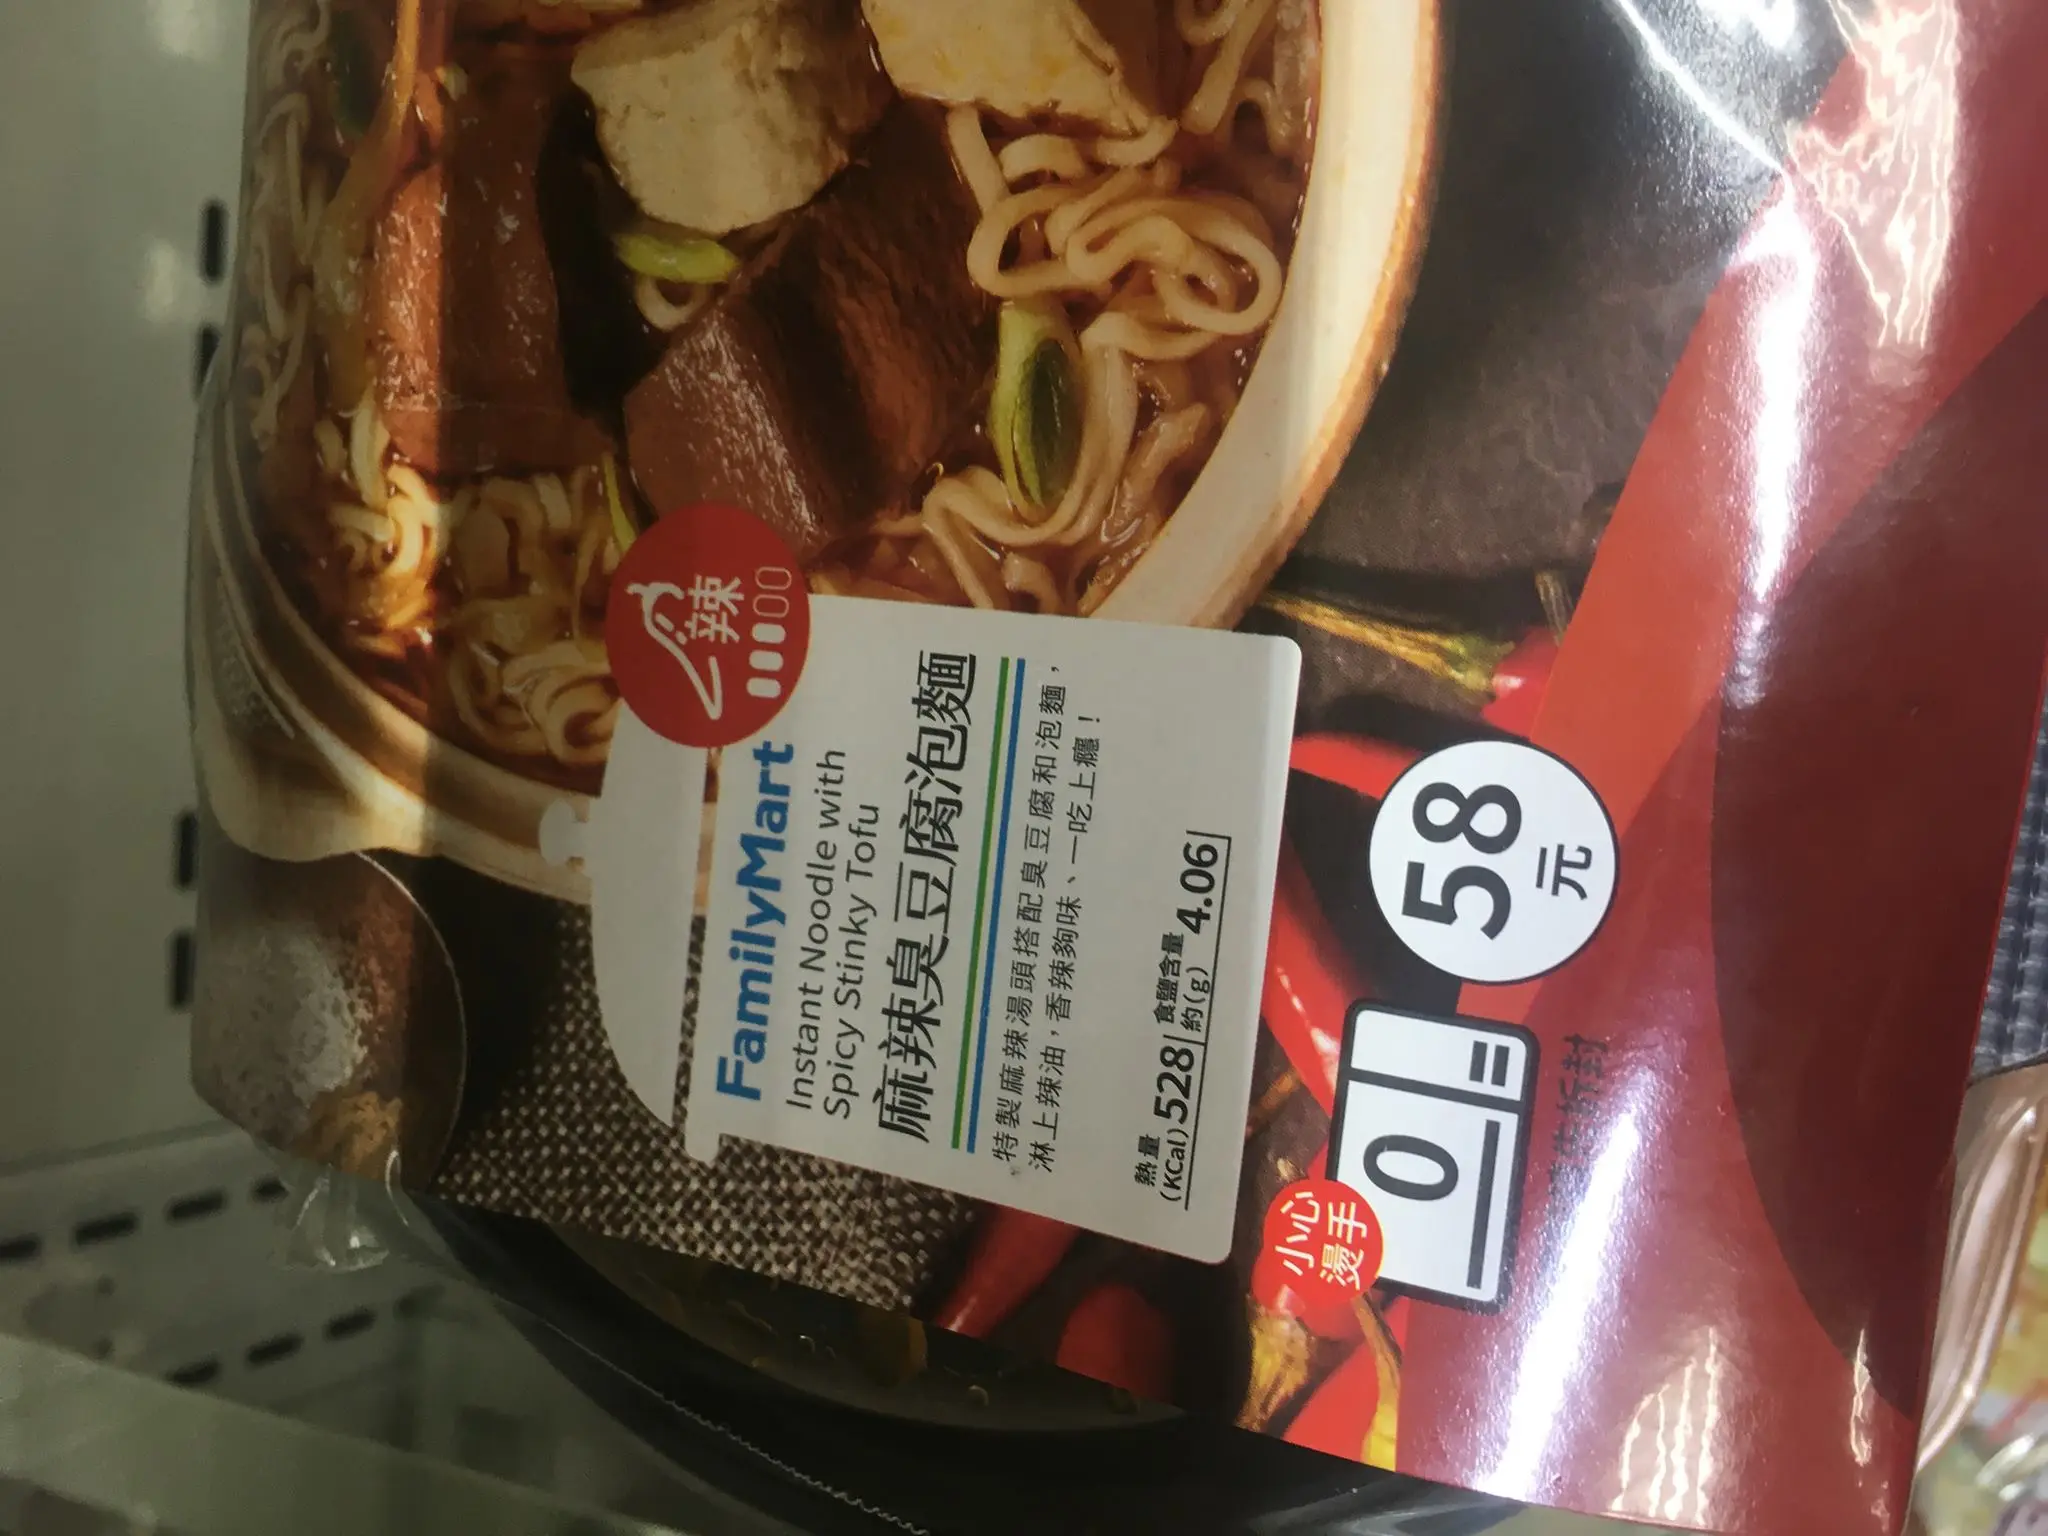 辣
FamilyMart
Instant Noodle with
Spicy Stinky Tofu
麻辣臭豆腐泡麵
特製麻辣湯頭搭配臭豆腐和泡麵，
淋上辣油，香辣夠味、一吃上癮！
熱量
(KCal) 528
食鹽含量
約(g) 4.06
58
元
小心
燙手
0